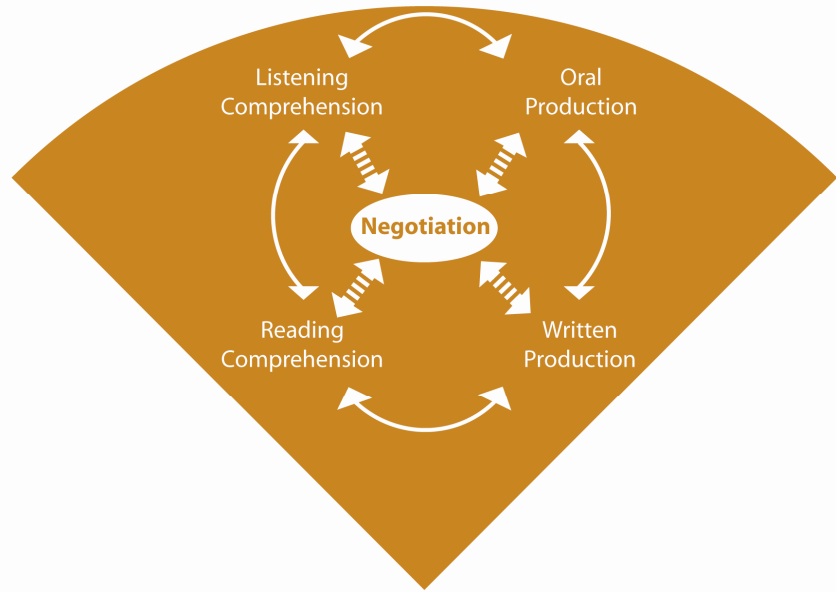 Listening
Comprehension
Oral
Production
Negotiation
Reading
Comprehension
Written
Production